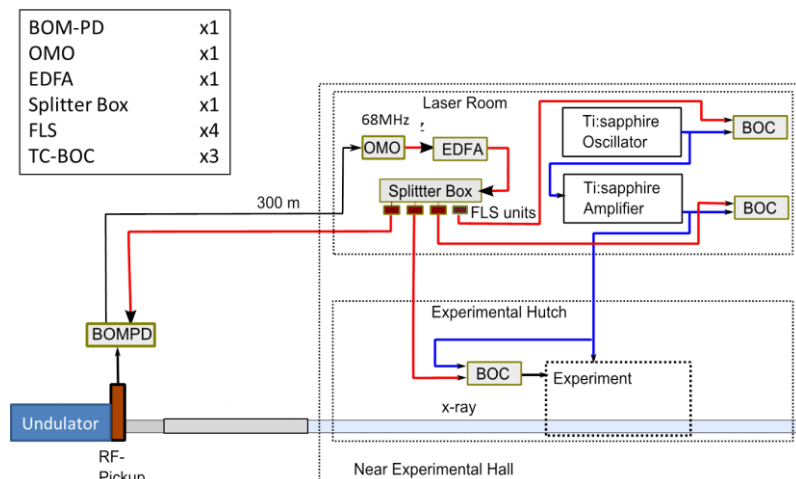 BOM-PD x1
OMO x1
EDFA x1
Splitter Box x1
FLS x4
TC-BOC x3
Laser Room
68MHz
z
OMO
EDFA
Ti:sapphire
Oscillator
BOC
Splittter Box
FLS units
Ti:sapphire
Amplifier
BOC
300 m
Experimental Hutch
BOMPD
BOC
Experiment
x-ray
Undulator
RF-
Pickup
Near Experimental Hall